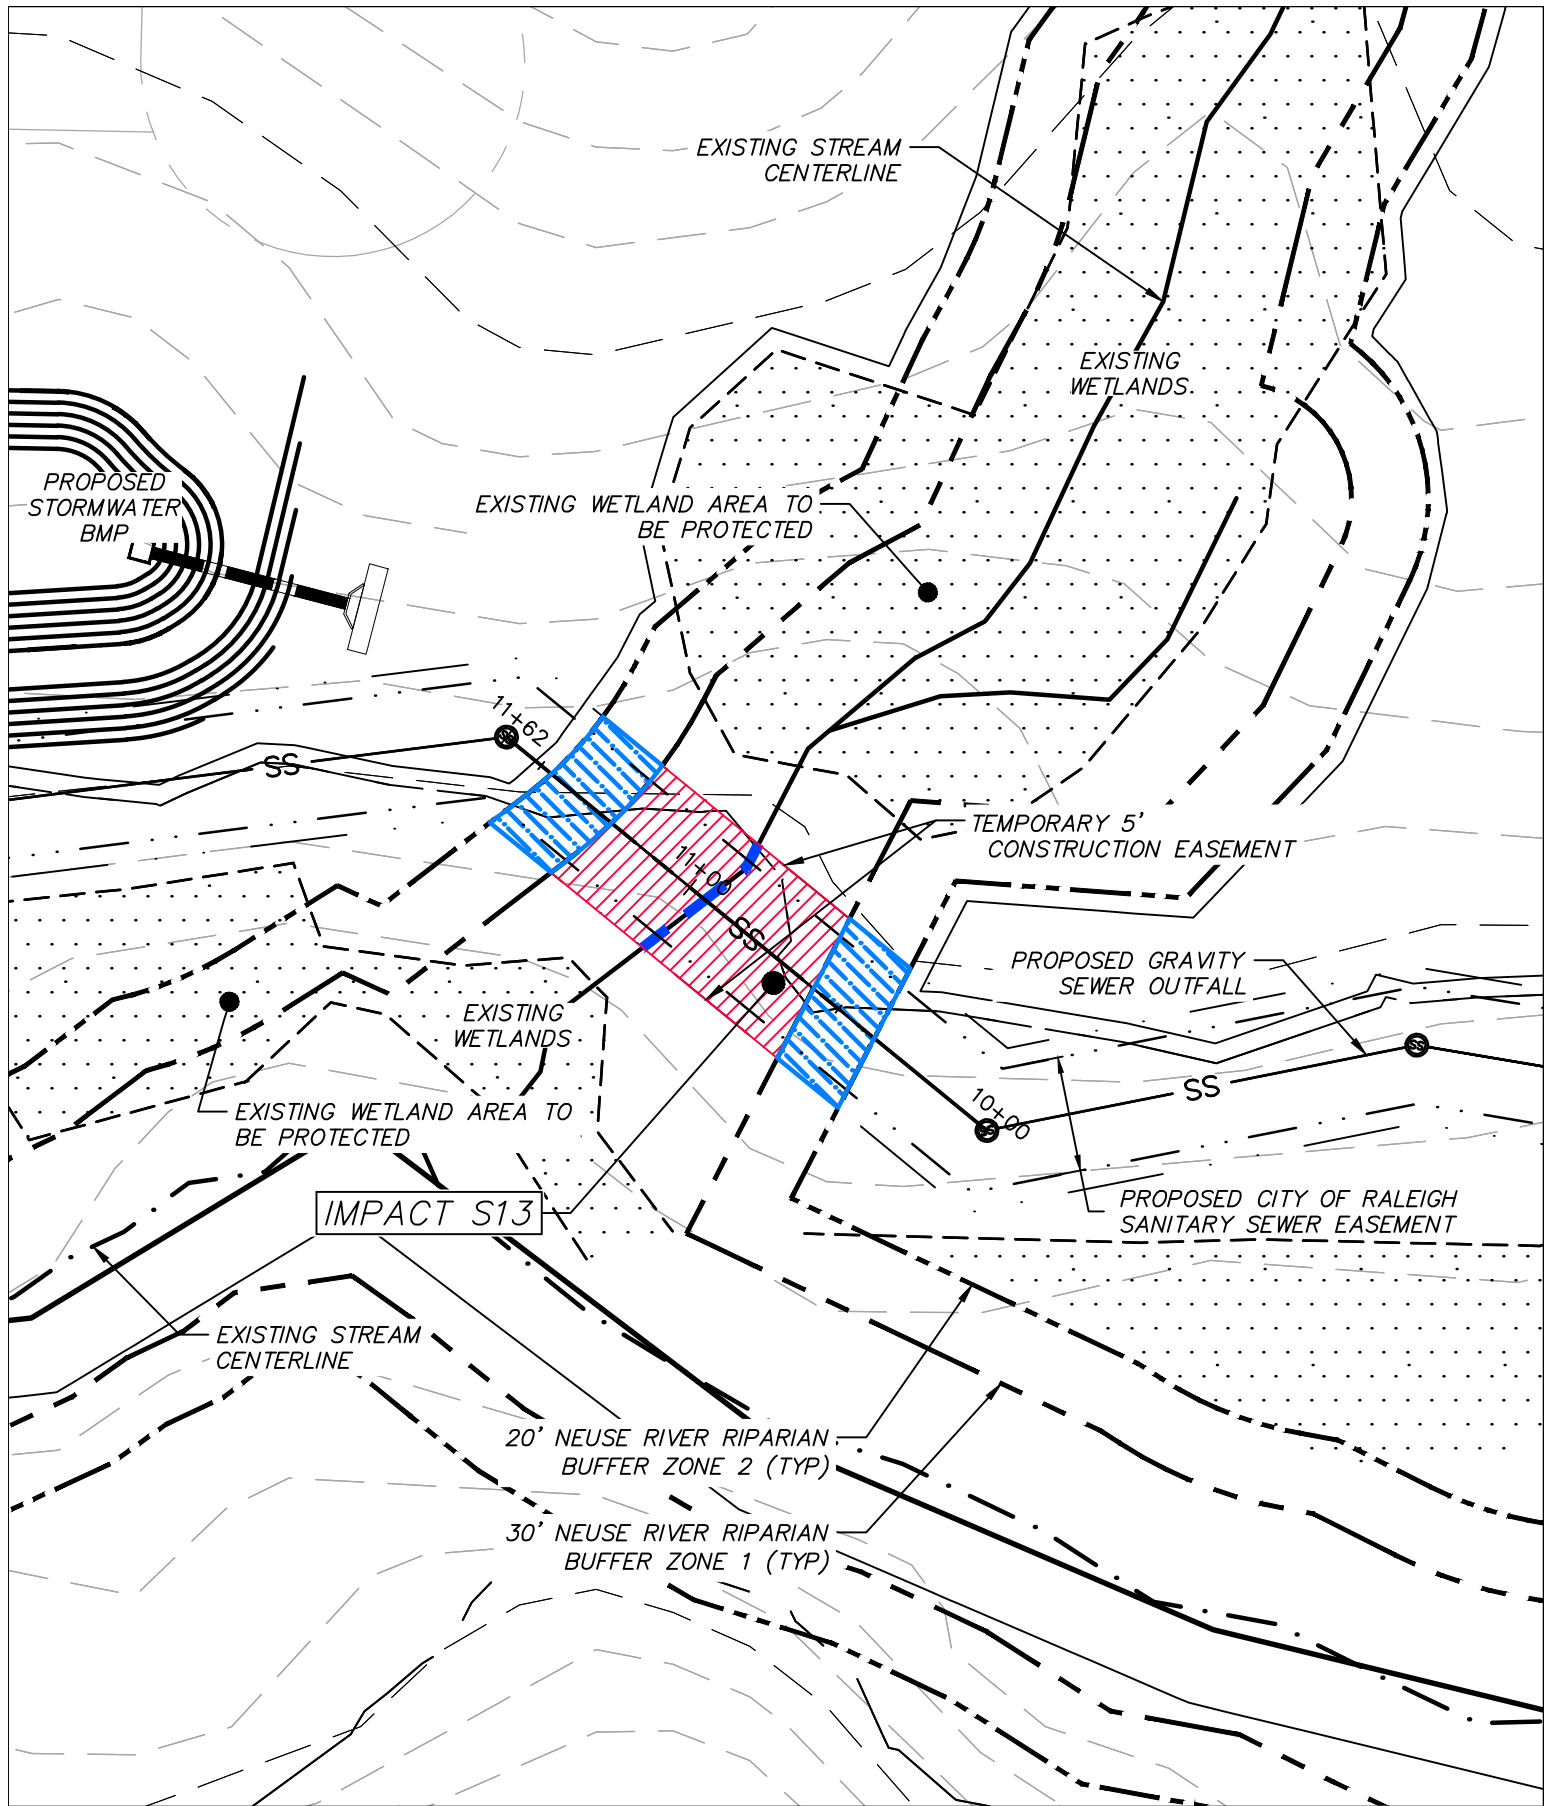 EXISTING STREAM
CENTERLINE
EXISTING
WETLANDS
PROPOSED
STORMWATER
BMP
EXISTING WETLAND AREA TO
BE PROTECTED
11+62
SS
SS
TEMPORARY 5'
CONSTRUCTION EASEMENT
11+00
SS
PROPOSED GRAVITY
SEWER OUTFALL
EXISTING
WETLANDS
SS
SS
10+00
SS
EXISTING WETLAND AREA TO
BE PROTECTED
IMPACT S13
PROPOSED CITY OF RALEIGH
SANITARY SEWER EASEMENT
EXISTING STREAM
CENTERLINE
20' NEUSE RIVER RIPARIAN
BUFFER ZONE 2 (TYP)
30' NEUSE RIVER RIPARIAN
BUFFER ZONE 1 (TYP)